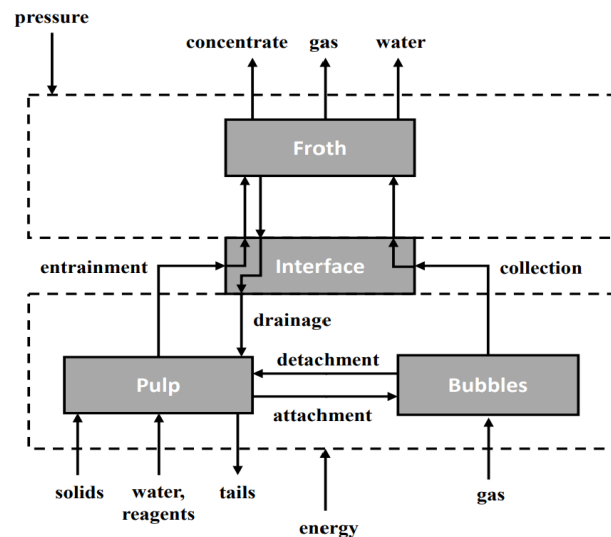 pressure
concentrate gas water
Froth
entrainment
Interface
collection
drainage
detachment
Pulp
Bubbles
attachment
solids
water,
reagents
tails
gas
energy